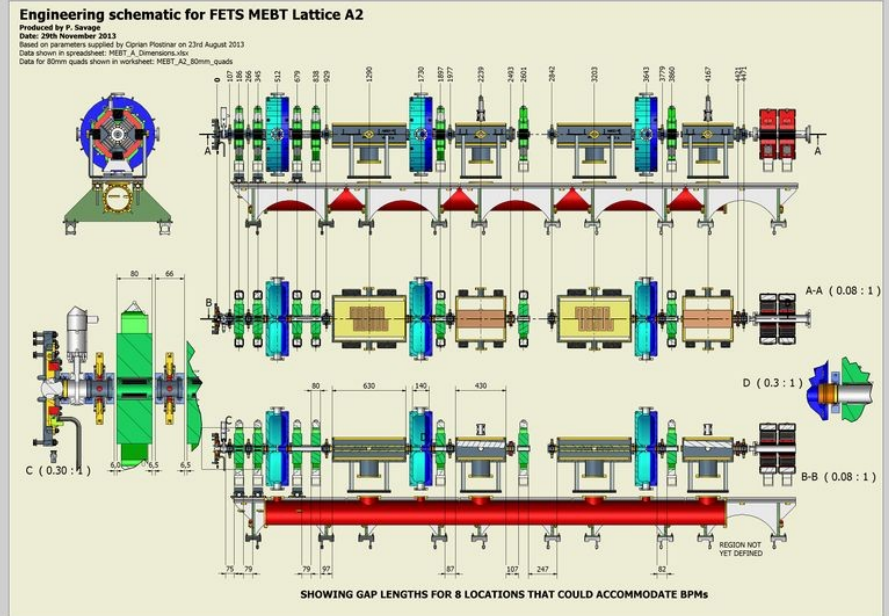 Engineering schematic for FETS MEBT Lattice A2
Produced by P. Savage
Date: 29th November 2013
Based on parameters supplied by Ciprian Plostinar on 23rd August 2013
Data shown in spreadsheet: MEBT_A_Dimensions.xlsx
Data for 80mm quads shown in worksheet: MEBT_A2_80mm_quads
0 107 186 266 345 512 679 838 929 1290 1730 1897 1977 2239 2493 2601 2842 3203 3643 3779 3860 4167 4421 4471
A A
80 66
B
A-A ( 0.08 : 1 )
D ( 0.3 : 1 )
80 630 140 430
C
6,0 6,5 6,5
C ( 0.30 : 1 )
B-B ( 0.08 : 1 )
REGION NOT
YET DEFINED
75 79 79 97 87 107 247 82
SHOWING GAP LENGTHS FOR 8 LOCATIONS THAT COULD ACCOMMODATE BPMs